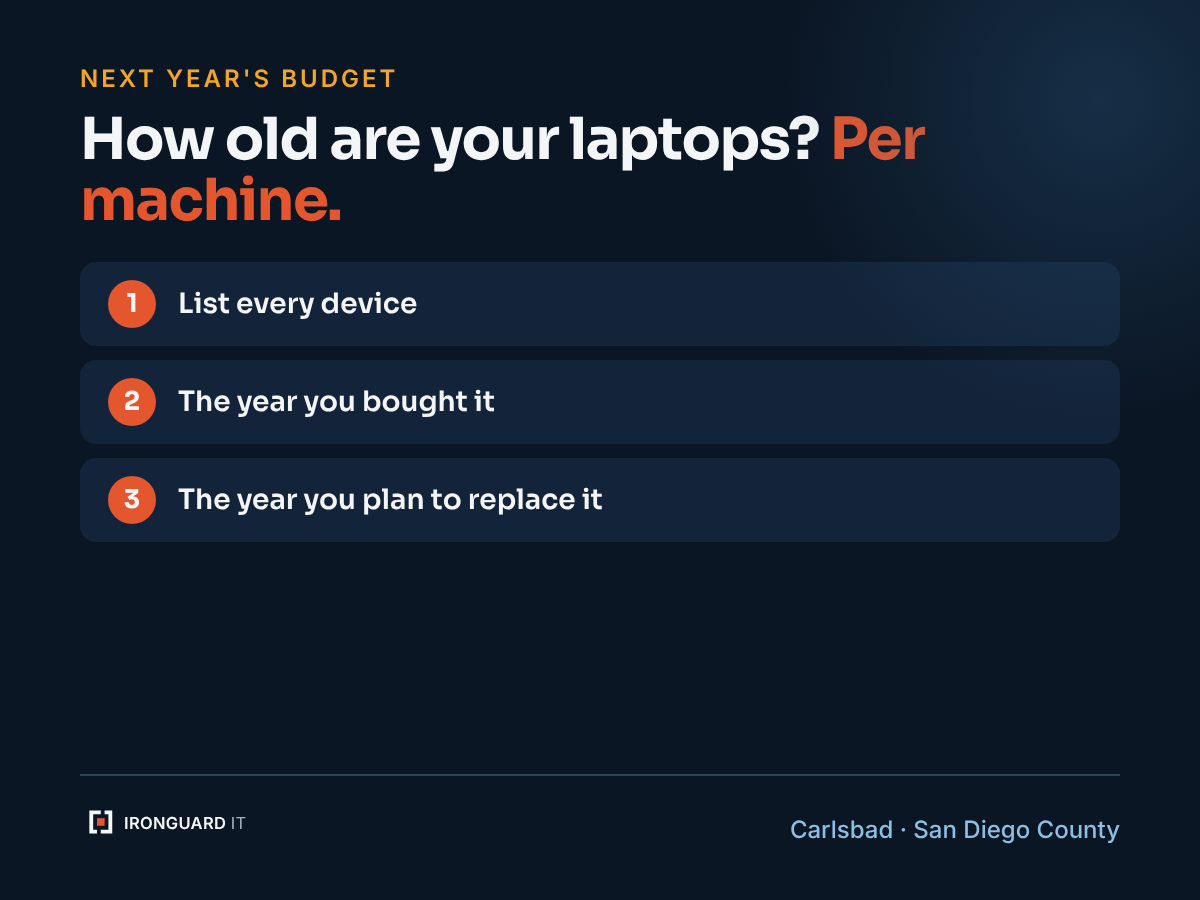 NEXT YEAR'S BUDGET
How old are your laptops? Per
machine.
1 List every device
2 The year you bought it
3 The year you plan to replace it
IRONGUARD IT
Carlsbad · San Diego County